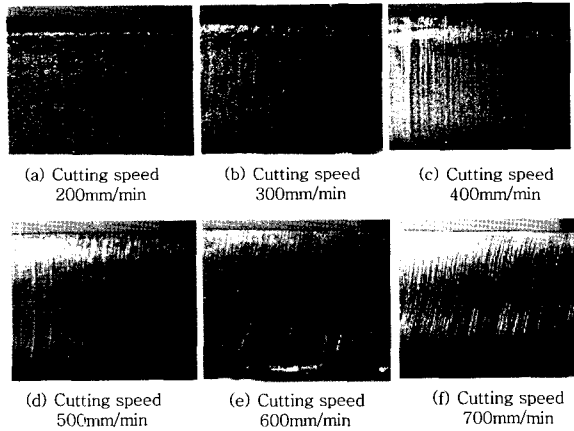 (a) Cutting speed
200mm/min
(b) Cutting speed
300mm/min
(c) Cutting speed
400mm/min
(d) Cutting speed
500mm/min
(e) Cutting speed
600mm/min
(f) Cutting speed
700mm/min